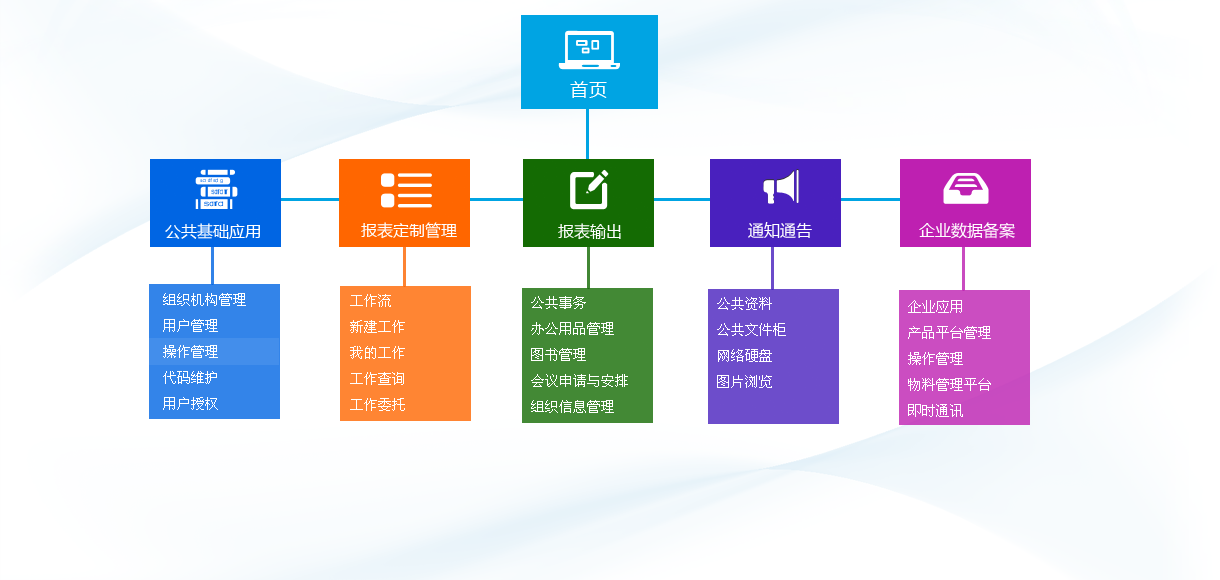 首页
公共基础应用
报表定制管理
报表输出
通知通告
企业数据备案
组织机构管理
用户管理
操作管理
代码维护
用户授权
工作流
新建工作
我的工作
工作查询
工作委托
公共事务
办公用品管理
图书管理
会议申请与安排
组织信息管理
公共资料
公共文件柜
网络硬盘
图片浏览
企业应用
产品平台管理
操作管理
物料管理平台
即时通讯